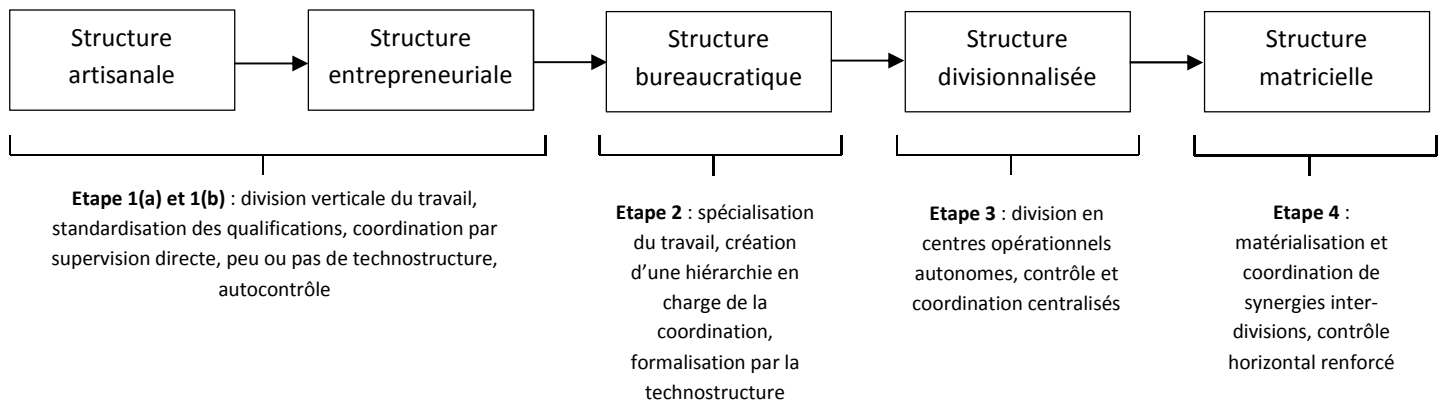 Structure
artisanale
Structure
entrepreneuriale
Structure
bureaucratique
Structure
divisionnalisée
Structure
matricielle
Etape 1(a) et 1(b) : division verticale du travail,
standardisation des qualifications, coordination par
supervision directe, peu ou pas de technostructure,
autocontrôle
Etape 2 : spécialisation
du travail, création
d’une hiérarchie en
charge de la
coordination,
formalisation par la
technostructure
Etape 3 : division en
centres opérationnels
autonomes, contrôle et
coordination centralisés
Etape 4 :
matérialisation et
coordination de
synergies inter-
divisions, contrôle
horizontal renforcé